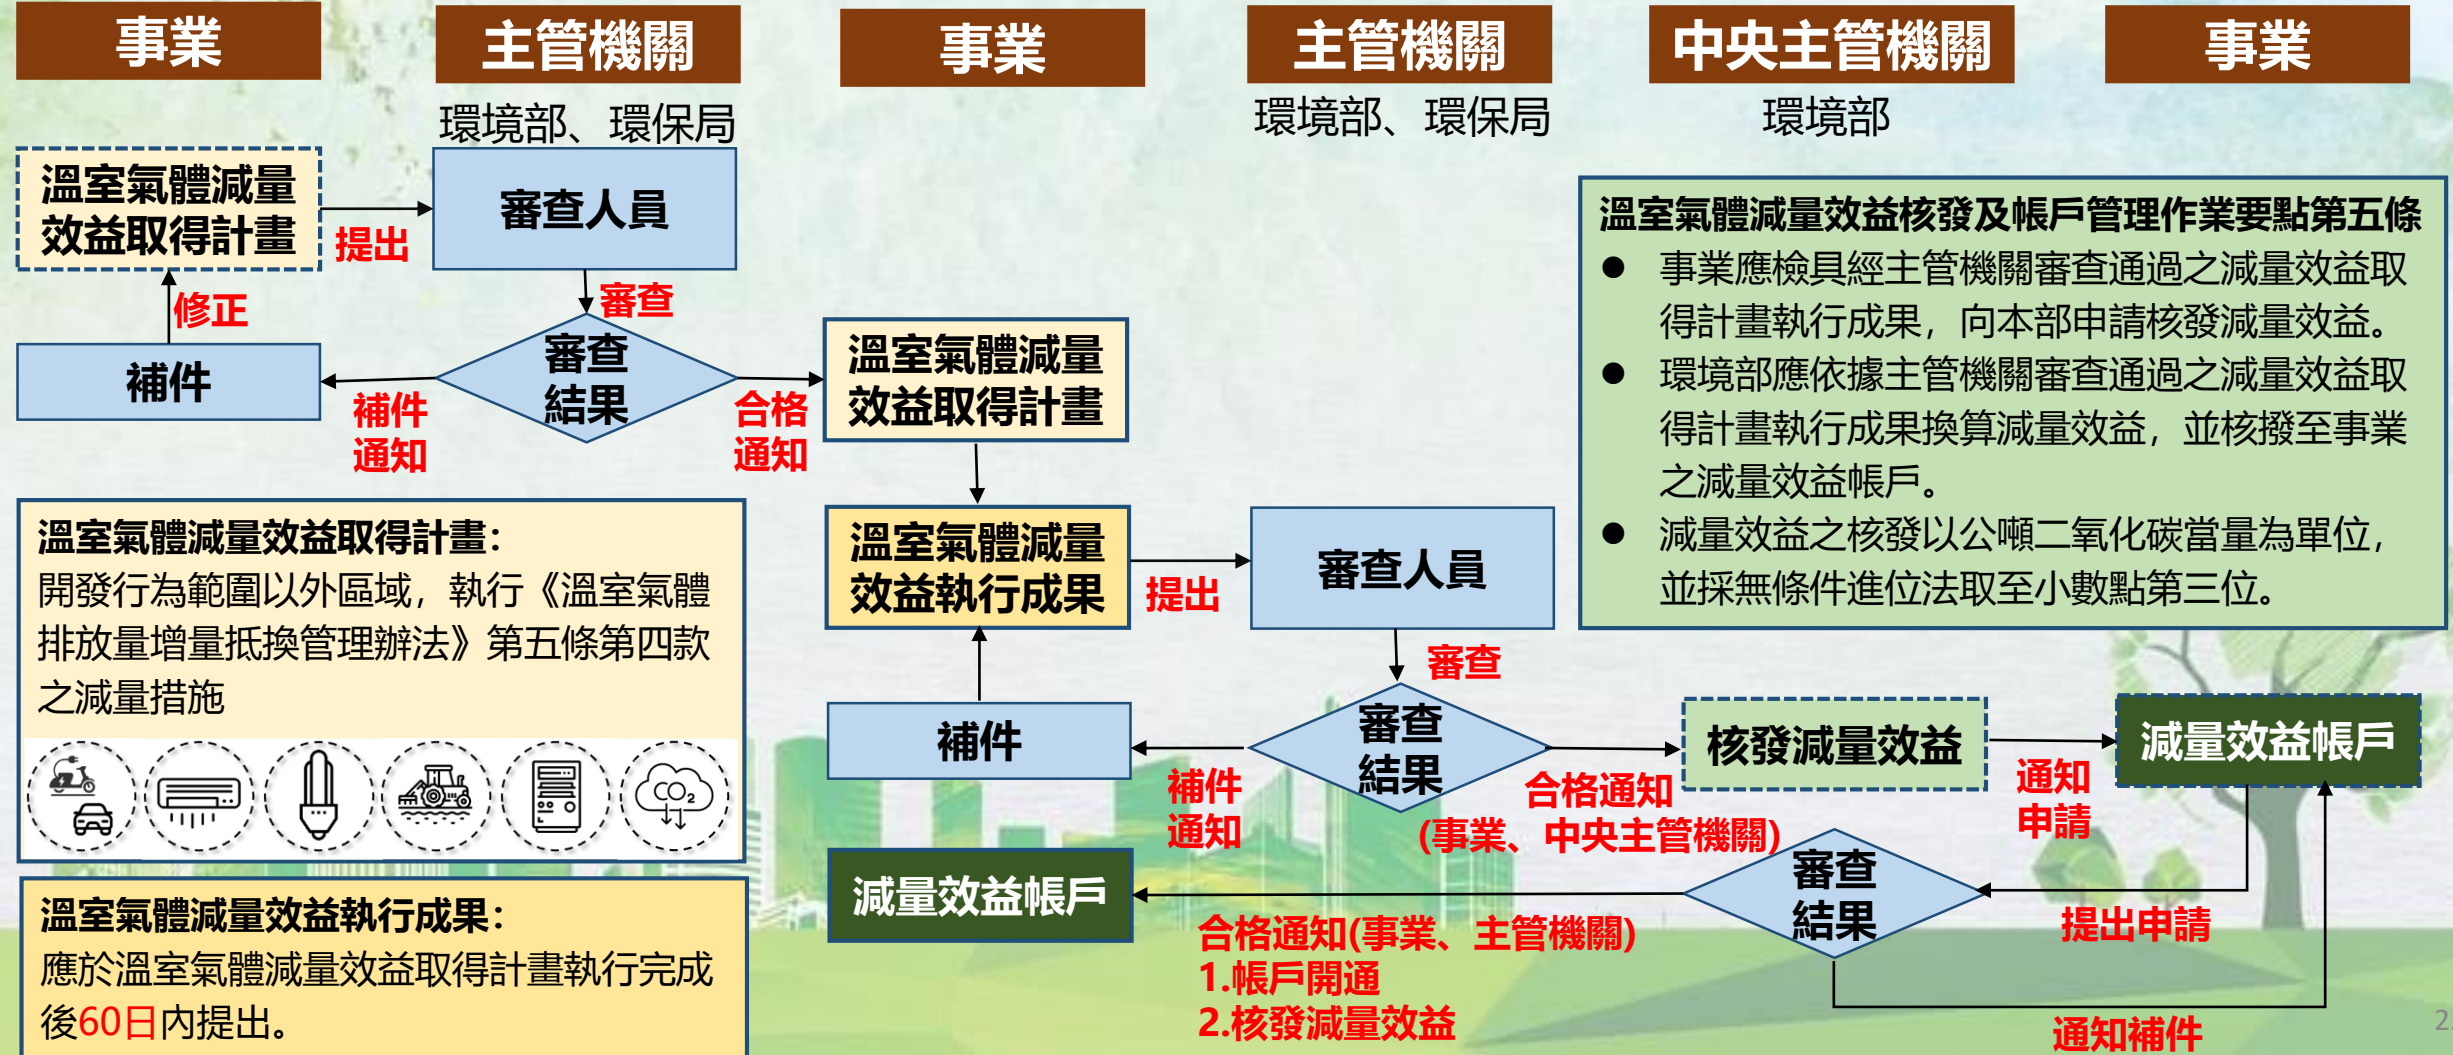 事業
主管機關
事業
主管機關
中央主管機關
事業
環境部、環保局
環境部、環保局
環境部
溫室氣體減量
效益取得計畫
提出
審查人員
審查
修正
補件
審查
結果
補件
通知
合格
通知
溫室氣體減量
效益取得計畫
溫室氣體減量效益核發及帳戶管理作業要點第五條
● 事業應檢具經主管機關審查通過之減量效益取
得計畫執行成果，向本部申請核發減量效益。
● 環境部應依據主管機關審查通過之減量效益取
得計畫執行成果換算減量效益，並核撥至事業
之減量效益帳戶。
● 減量效益之核發以公噸二氧化碳當量為單位，
並採無條件進位法取至小數點第三位。
溫室氣體減量效益取得計畫：
開發行為範圍以外區域，執行《溫室氣體
排放量增量抵換管理辦法》第五條第四款
之減量措施
CO2
溫室氣體減量
效益執行成果
提出
審查人員
審查
補件
審查
結果
補件
通知
合格通知
(事業、中央主管機關)
核發減量效益
通知
申請
減量效益帳戶
減量效益帳戶
審查
結果
提出申請
合格通知(事業、主管機關)
1.帳戶開通
2.核發減量效益
通知補件
溫室氣體減量效益執行成果：
應於溫室氣體減量效益取得計畫執行完成
後60日內提出。